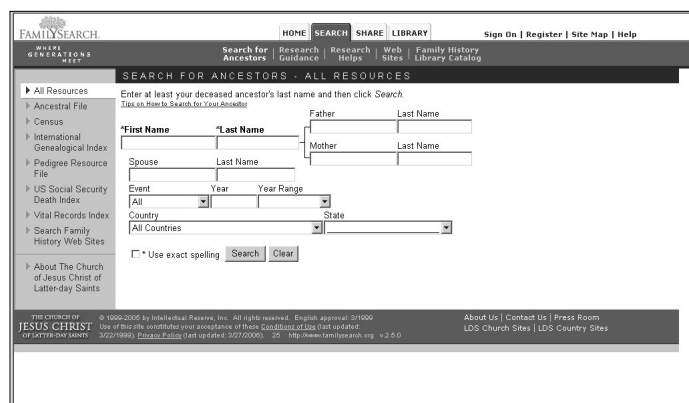 FAMILYSEARCH.
HOME SEARCH SHARE LIBRARY
Sign On | Register | Site Map | Help
WHERE
GENERATIONS
MEET
Search for Ancestors | Research Guidance | Research Helps | Web Sites | Family History Library Catalog
SEARCH FOR ANCESTORS - ALL RESOURCES
All Resources
Ancestral File
Census
International
Genealogical Index
Pedigree Resource
File
US Social Security
Death Index
Vital Records Index
Search Family
History Web Sites
About The Church
of Jesus Christ of
Latter-day Saints
Enter at least your deceased ancestor's last name and then click Search.
Tips on How to Search for Your Ancestor
Father Last Name
*First Name *Last Name
Mother Last Name
Spouse Last Name
Event Year Year Range
All
Country State
All Countries
* Use exact spelling Search Clear
THE CHURCH OF
JESUS CHRIST
OF LATTER-DAY SAINTS
© 1999-2005 by Intellectual Reserve, Inc. All rights reserved. English approval: 3/1999
Use of this site constitutes your acceptance of these Conditions of Use (last updated:
3/22/1999). Privacy Policy (last updated: 3/27/2006). 25 http://www.familysearch.org v.2.5.0
About Us | Contact Us | Press Room
LDS Church Sites | LDS Country Sites